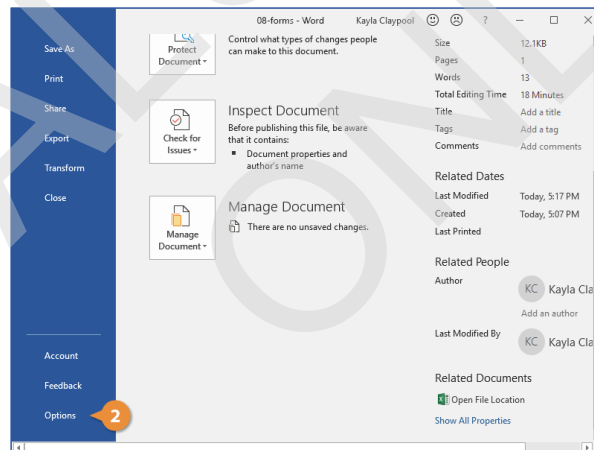 08-forms - Word Kayla Claypool ?
Save As
Print
Share
Export
Transform
Close
Account
Feedback
Options
2
Protect
Document
Control what types of changes people
can make to this document.
Check for
Issues
Inspect Document
Before publishing this file, be aware
that it contains:
Document properties and
author's name
Manage
Document
Manage Document
There are no unsaved changes.
Size 12.1KB
Pages 1
Words 13
Total Editing Time 18 Minutes
Title Add a title
Tags Add a tag
Comments Add comments
Related Dates
Last Modified Today, 5:17 PM
Created Today, 5:07 PM
Last Printed
Related People
Author KC Kayla Cla
Add an author
Last Modified By KC Kayla Cla
Related Documents
Open File Location
Show All Properties